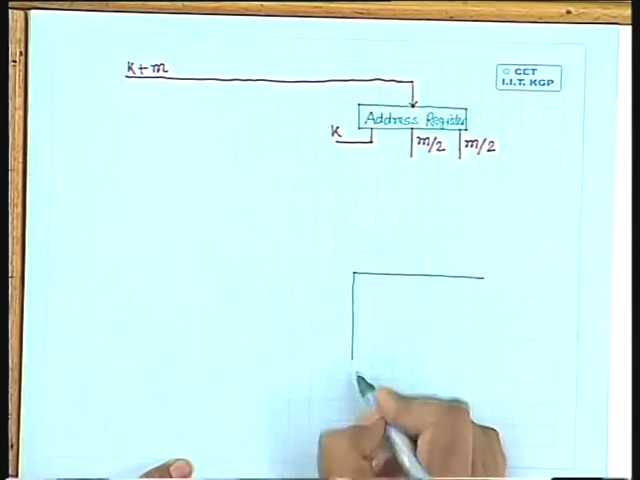 k+m
© CET
I.I.T. KGP
Address Register
k
m/2
m/2